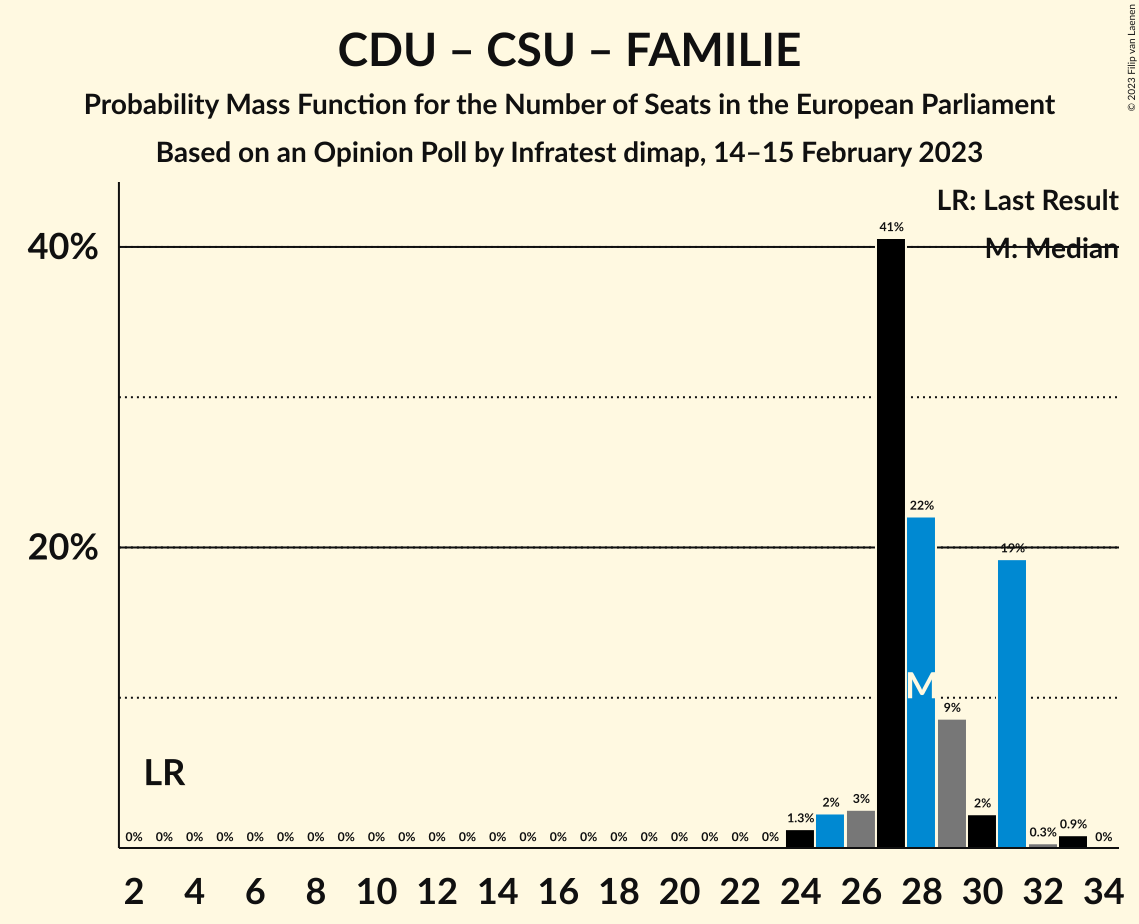 CDU – CSU – FAMILIE
Probability Mass Function for the Number of Seats in the European Parliament
Based on an Opinion Poll by Infratest dimap, 14–15 February 2023
© 2023 Filip van Laenen
LR: Last Result
M: Median
40%
20%
41%
22%
19%
M
9%
LR
0% 0% 0% 0% 0% 0% 0% 0% 0% 0% 0% 0% 0% 0% 0% 0% 0% 0% 0% 0% 0% 0% 1.3% 2% 3% 2% 0.3% 0.9% 0%
2 4 6 8 10 12 14 16 18 20 22 24 26 28 30 32 34